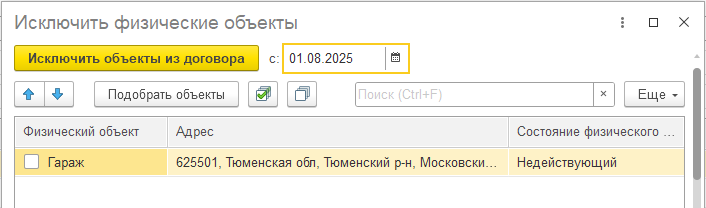 Исключить физические объекты
Исключить объекты из договора с: 01.08.2025
Подобрать объекты Поиск (Ctrl+F) × Еще
Физический объект Адрес Состояние физического ...
Гараж 625501, Тюменская обл, Тюменский р-н, Московски... Недействующий